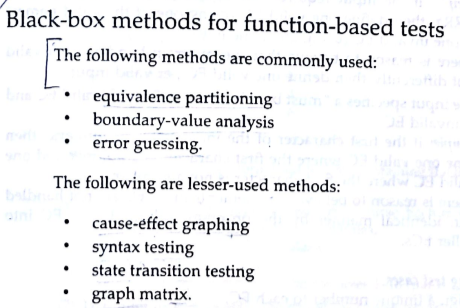 Black-box methods for function-based tests
The following methods are commonly used:
• equivalence partitioning
• boundary-value analysis
• error guessing.
The following are lesser-used methods:
• cause-effect graphing
• syntax testing
• state transition testing
• graph matrix.